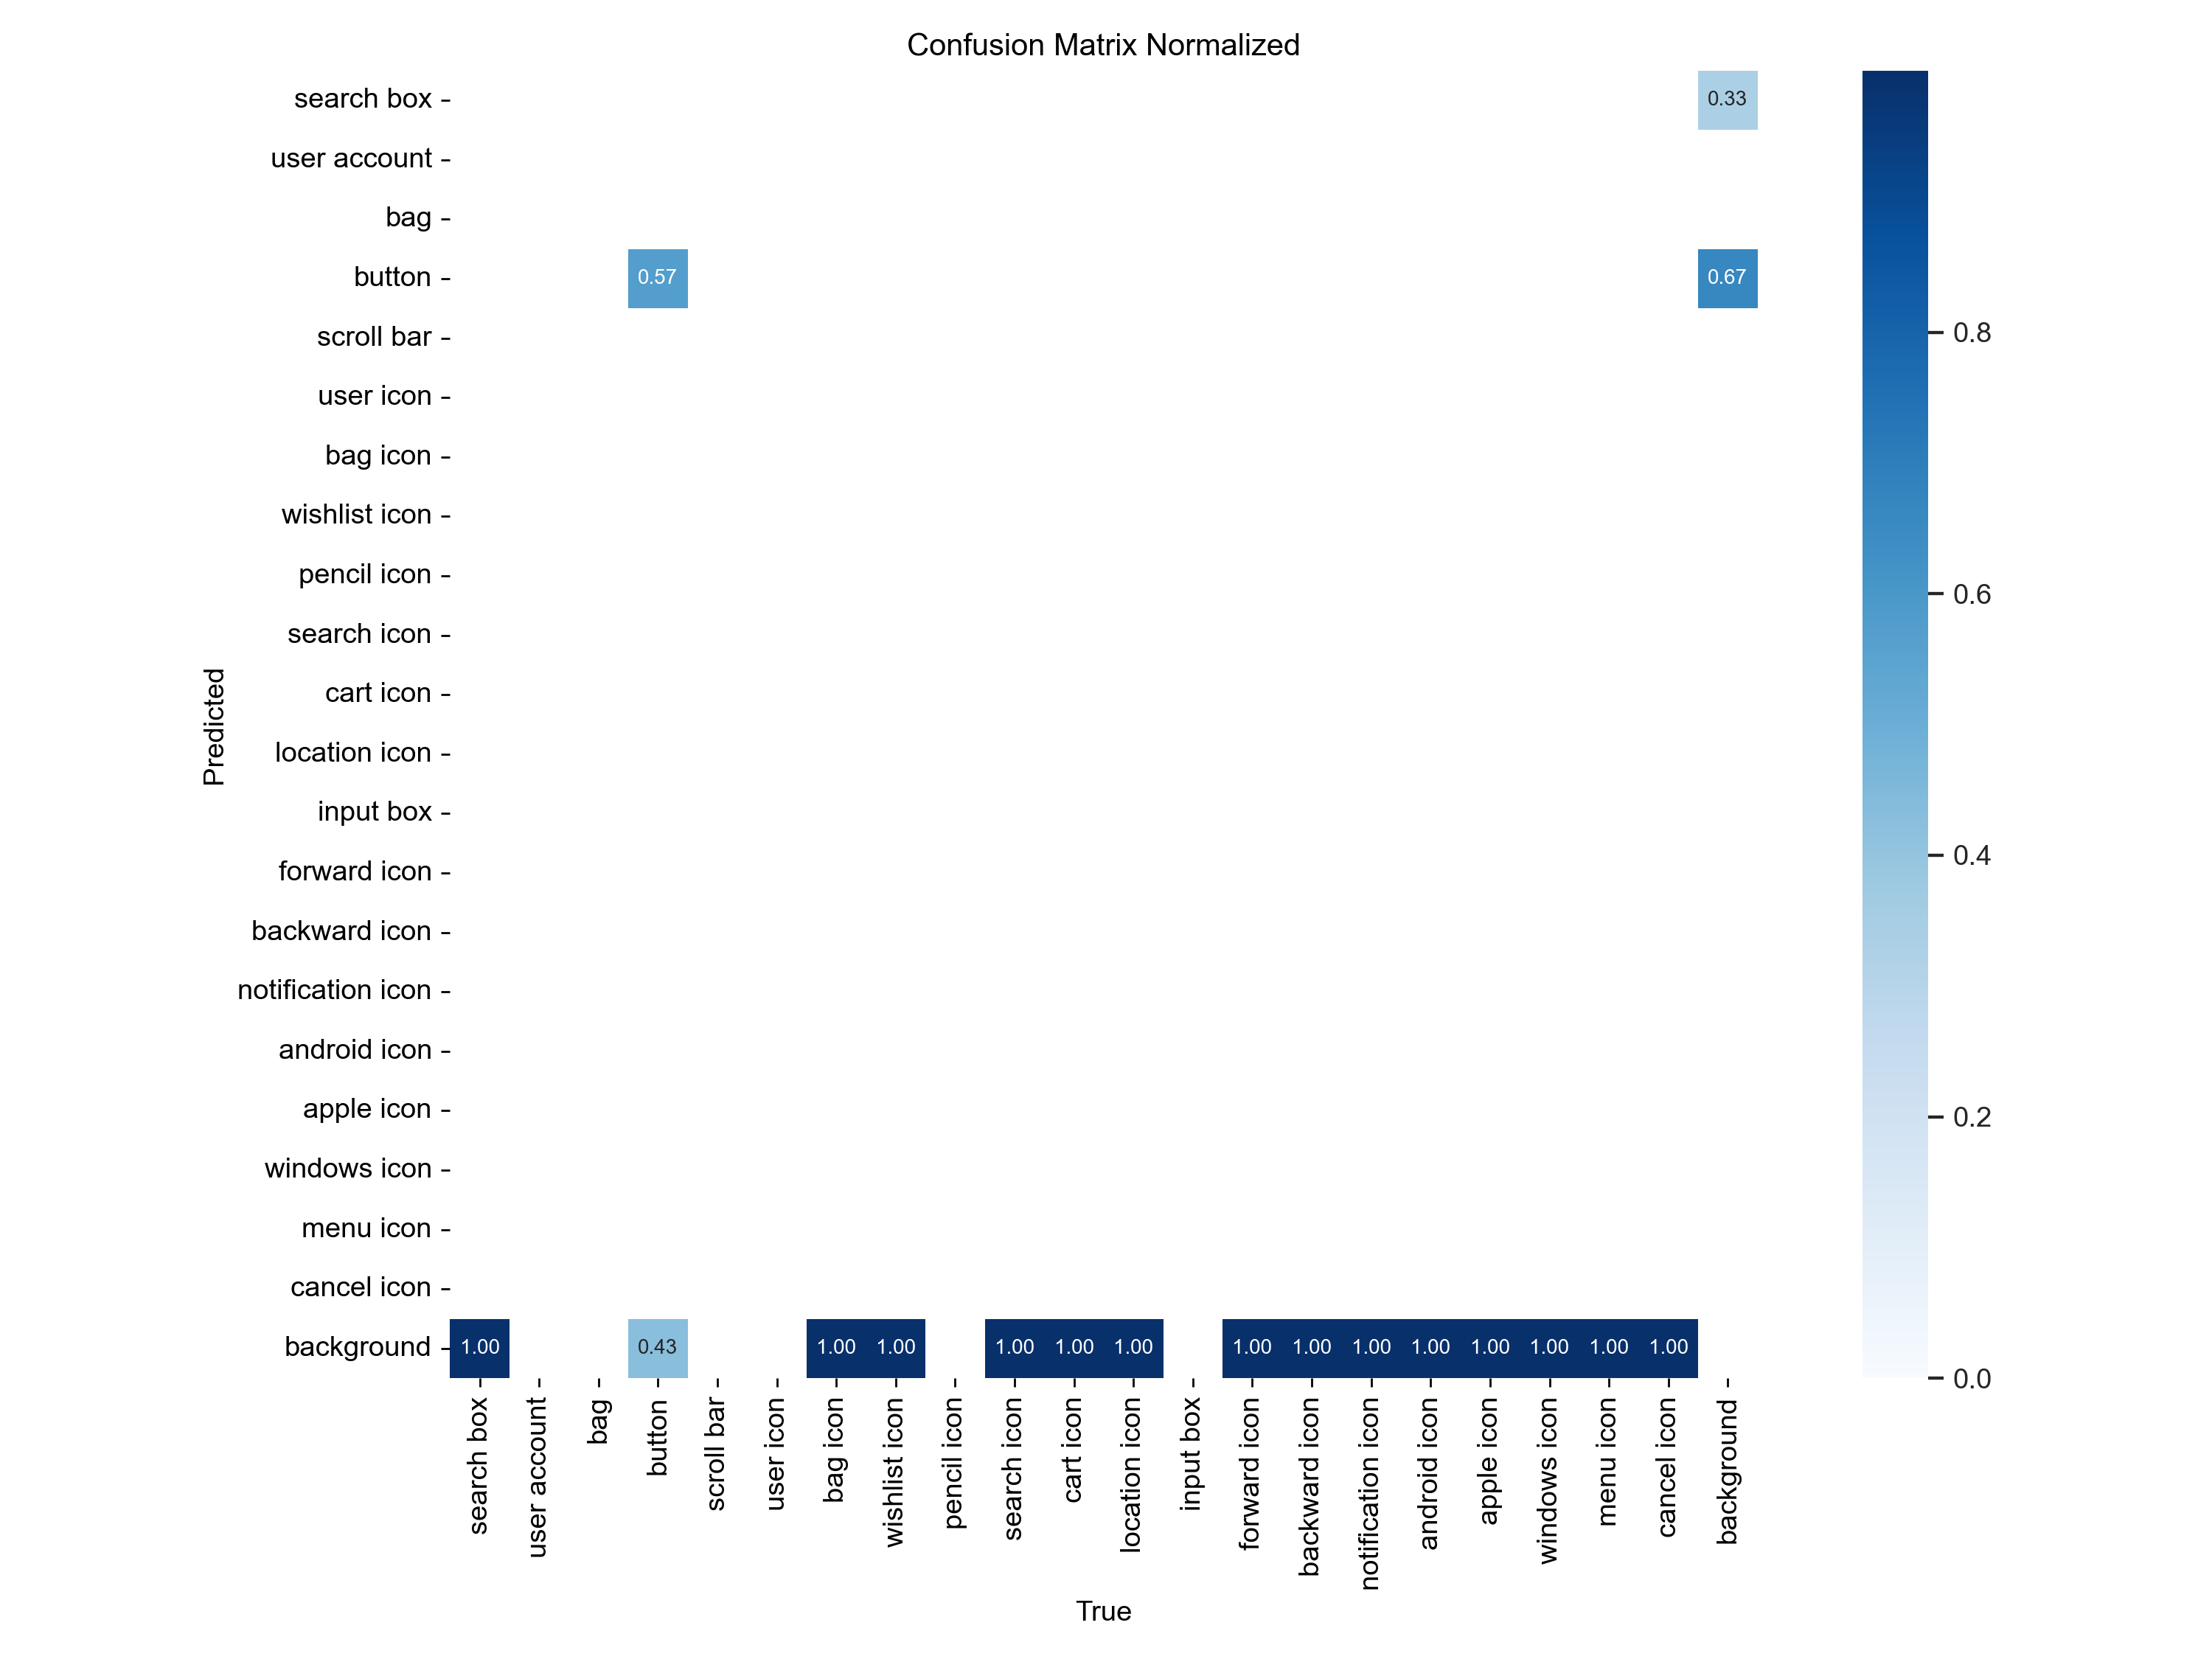 Confusion Matrix Normalized
search box
0.33
user account
bag
button
0.57
0.67
scroll bar
0.8
user icon
bag icon
wishlist icon
pencil icon
0.6
search icon
cart icon
Predicted
location icon
input box
0.4
forward icon
backward icon
notification icon
android icon
apple icon
0.2
windows icon
menu icon
cancel icon
background
1.00 0.43 1.00 1.00 1.00 1.00 1.00 1.00 1.00 1.00 1.00 1.00 1.00 1.00 1.00
0.0
search box
user account
bag
button
scroll bar
user icon
bag icon
wishlist icon
pencil icon
search icon
cart icon
location icon
input box
forward icon
backward icon
notification icon
android icon
apple icon
windows icon
menu icon
cancel icon
background
True